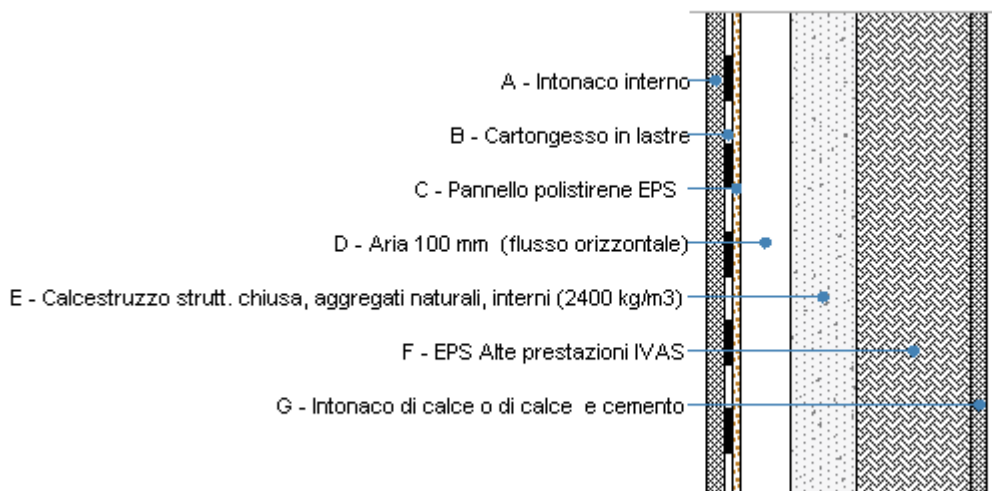 A - Intonaco interno
B - Cartongesso in lastre
C - Pannello polistirene EPS
D - Aria 100 mm (flusso orizzontale)
E - Calcestruzzo strutt. chiusa, aggregati naturali, interni (2400 kg/m3)
F - EPS Alte prestazioni IVAS
G - Intonaco di calce o di calce e cemento